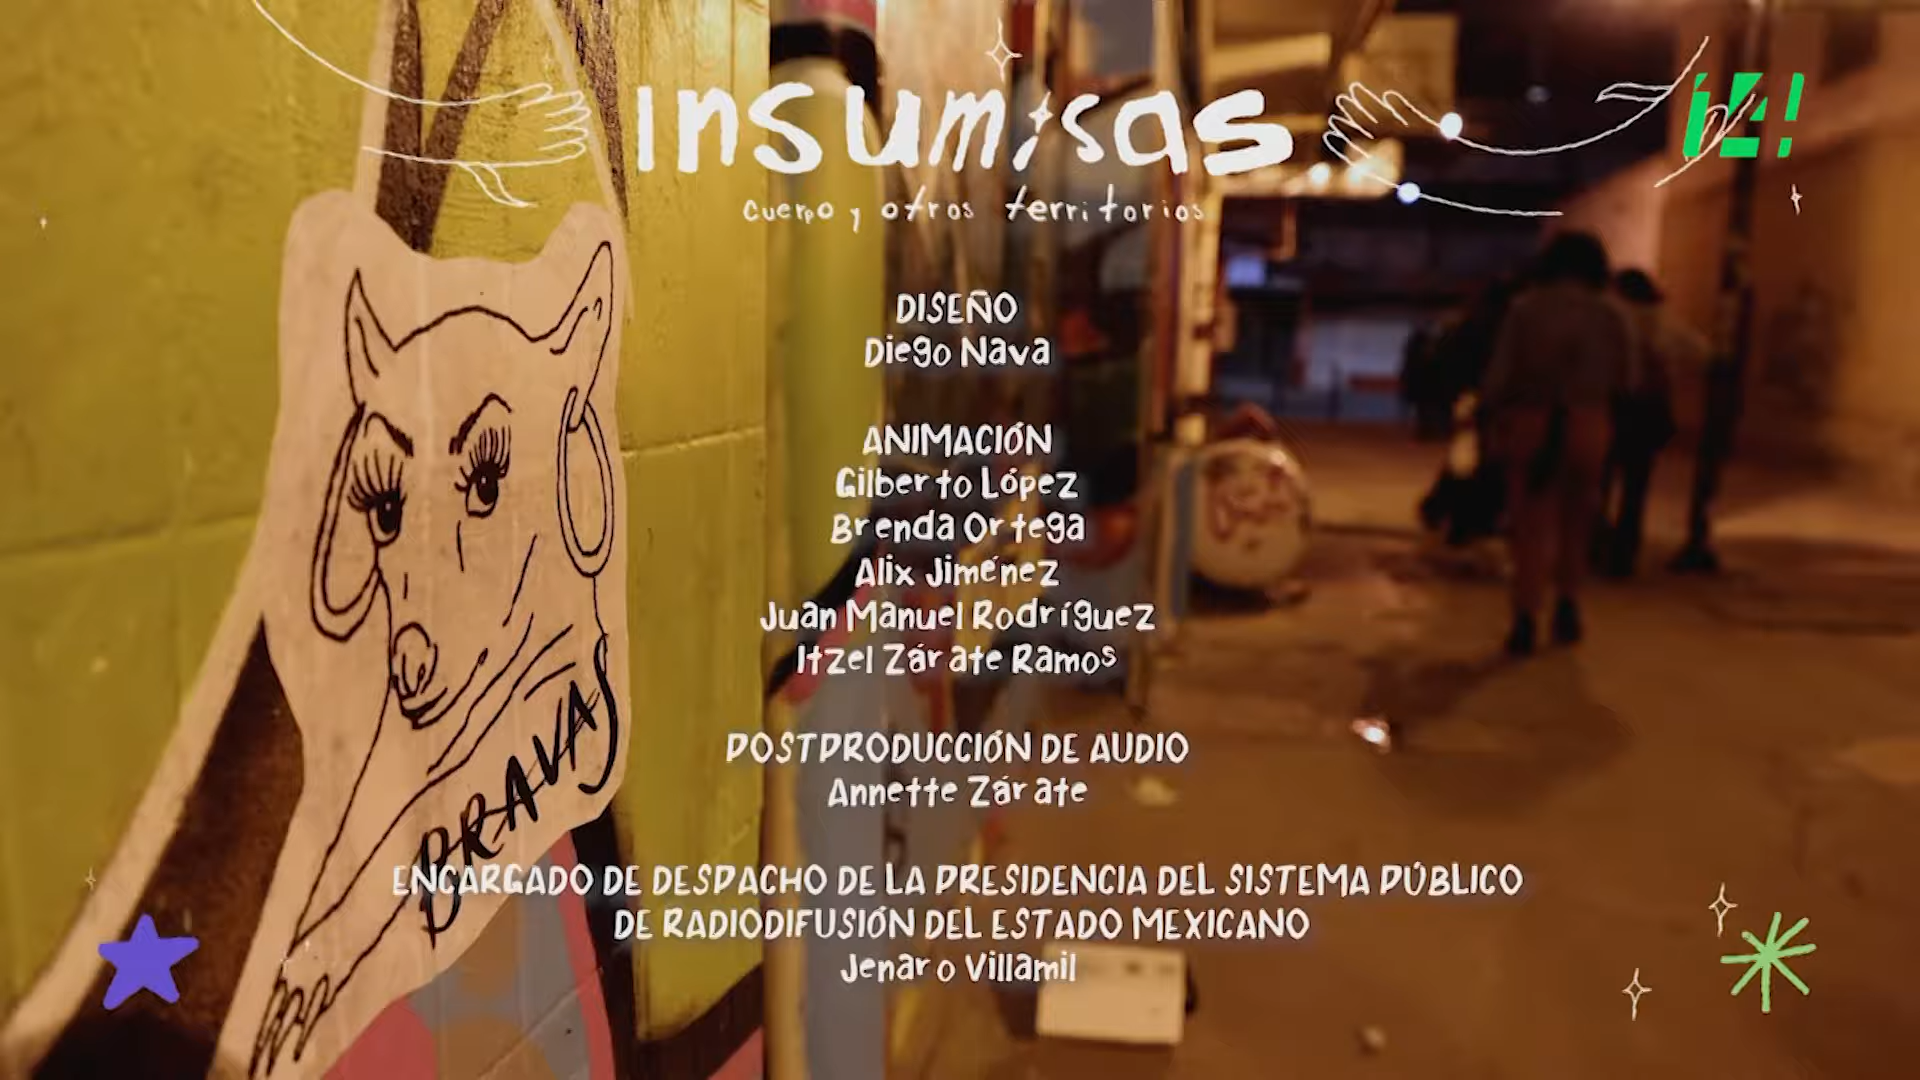 insumisas
cuerpo y otros territorios
14!
DISEÑO
Diego Nava
ANIMACIÓN
Gilberto López
Brenda Ortega
Alix Jiménez
Juan Manuel Rodríguez
Itzel Zárate Ramos
POSTPRODUCCIÓN DE AUDIO
Annette Zárate
BRAVAS
ENCARGADO DE DESPACHO DE LA PRESIDENCIA DEL SISTEMA PÚBLICO
DE RADIODIFUSIÓN DEL ESTADO MEXICANO
Jenaro Villamil